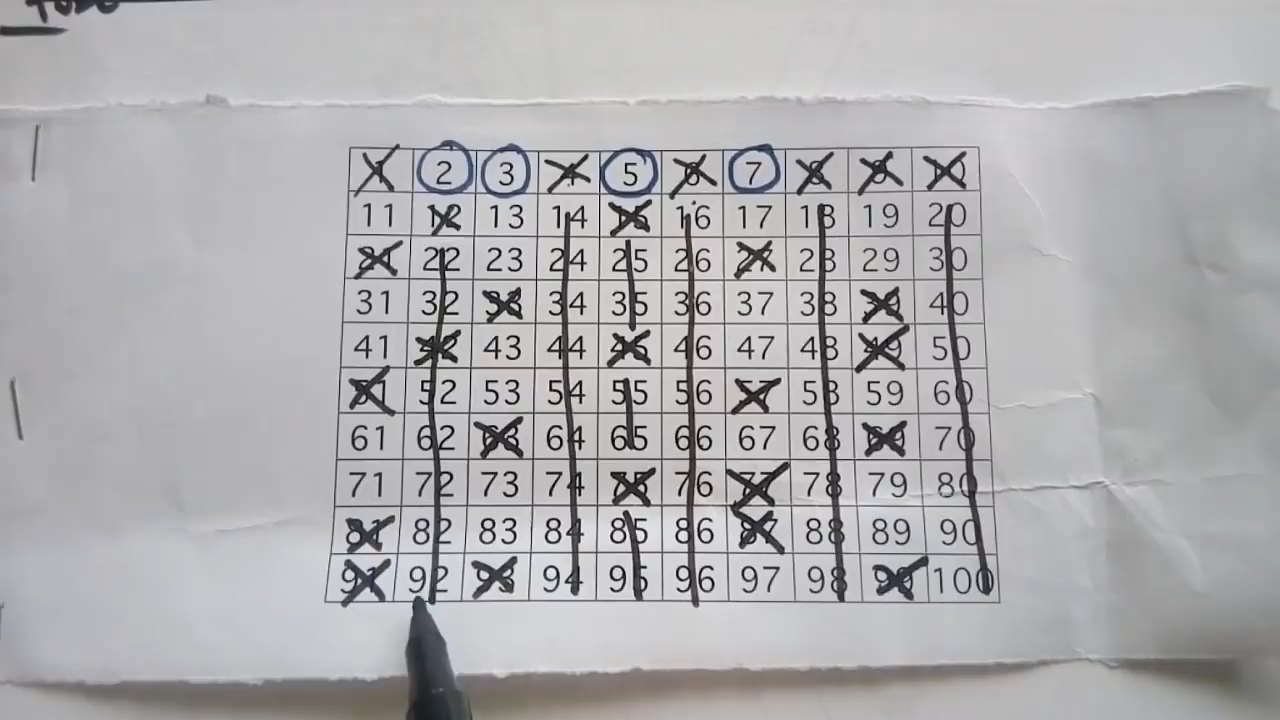 1 2 3 4 5 6 7 8 9 10
11 12 13 14 15 16 17 18 19 20
21 22 23 24 25 26 27 28 29 30
31 32 33 34 35 36 37 38 39 40
41 42 43 44 45 46 47 48 49 50
51 52 53 54 55 56 57 58 59 60
61 62 63 64 65 66 67 68 69 70
71 72 73 74 75 76 77 78 79 80
81 82 83 84 85 86 87 88 89 90
91 92 93 94 95 96 97 98 99 100